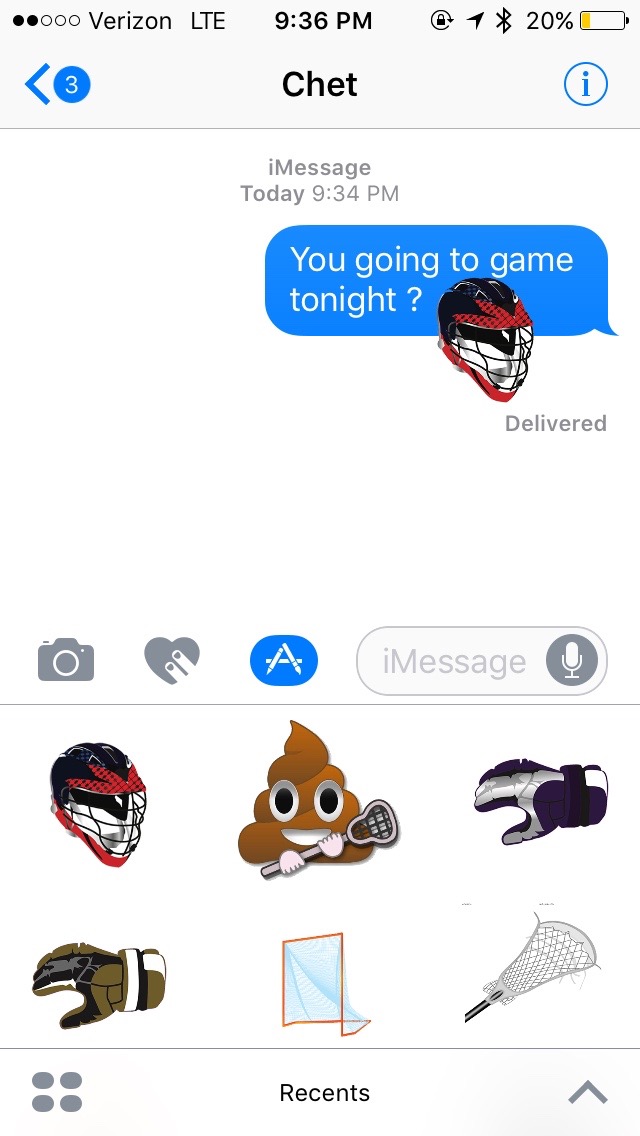 Verizon LTE 9:36 PM 20%
3 Chet i
iMessage
Today 9:34 PM
You going to game
tonight ?
Delivered
iMessage
Recents